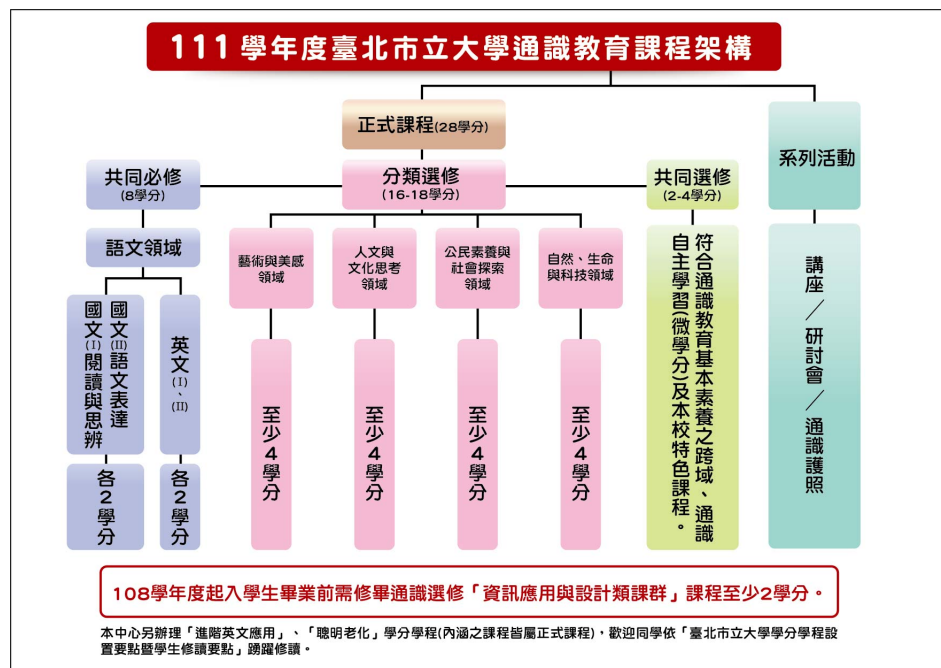 111學年度臺北市立大學通識教育課程架構
正式課程(28學分)
系列活動
共同必修
(8學分)
分類選修
(16-18學分)
共同選修
(2-4學分)
語文領域
藝術與美感
領域
人文與
文化思考
領域
公民素養與
社會探索
領域
自然、生命
與科技領域
國文(II)語文表達
國文(I)閱讀與思辨
英文(I)、(II)
各2學分
各2學分
至少4學分
至少4學分
至少4學分
至少4學分
符合通識教育基本素養之跨域、通識
自主學習(微學分)及本校特色課程。
講座／研討會／通識護照
108學年度起入學生畢業前需修畢通識選修「資訊應用與設計類課群」課程至少2學分。
本中心另辦理「進階英文應用」、「聰明老化」學分學程(內涵之課程皆屬正式課程)，歡迎同學依「臺北市立大學學分學程設
置要點暨學生修讀要點」踴躍修讀。